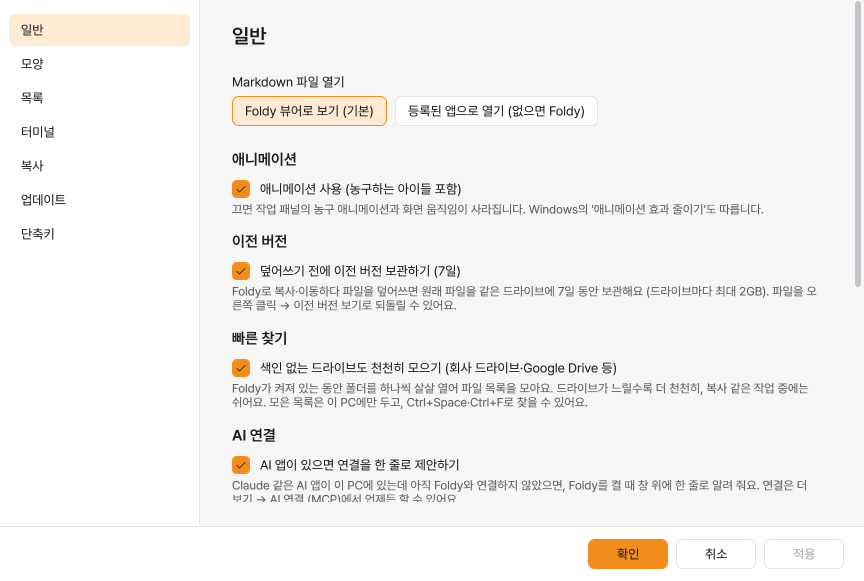 일반
모양
목록
터미널
복사
업데이트
단축키
일반
Markdown 파일 열기
Foldy 뷰어로 보기 (기본)
등록된 앱으로 열기 (없으면 Foldy)
애니메이션
애니메이션 사용 (농구하는 아이들 포함)
끄면 작업 패널의 농구 애니메이션과 화면 움직임이 사라집니다. Windows의 '애니메이션 효과 줄이기'도 따릅니다.
이전 버전
덮어쓰기 전에 이전 버전 보관하기 (7일)
Foldy로 복사·이동하다 파일을 덮어쓰면 원래 파일을 같은 드라이브에 7일 동안 보관해요 (드라이브마다 최대 2GB). 파일을 오
른쪽 클릭 → 이전 버전 보기로 되돌릴 수 있어요.
빠른 찾기
색인 없는 드라이브도 천천히 모으기 (회사 드라이브·Google Drive 등)
Foldy가 켜져 있는 동안 폴더를 하나씩 살살 열어 파일 목록을 모아요. 드라이브가 느릴수록 더 천천히, 복사 같은 작업 중에는
쉬어요. 모은 목록은 이 PC에만 두고, Ctrl+Space·Ctrl+F로 찾을 수 있어요.
AI 연결
AI 앱이 있으면 연결을 한 줄로 제안하기
Claude 같은 AI 앱이 이 PC에 있는데 아직 Foldy와 연결하지 않았으면, Foldy를 켤 때 창 위에 한 줄로 알려 줘요. 연결은 더
보기 → AI 연결 (MCP)에서 언제든 할 수 있어요
확인
취소
적용